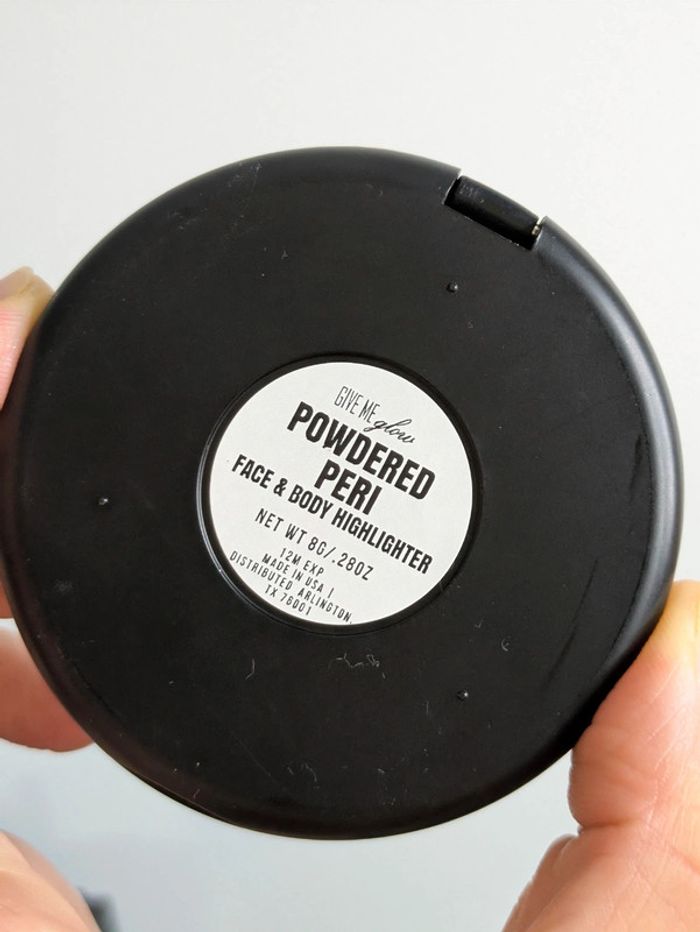 GIVE ME glow
POWDERED
PERI
FACE & BODY HIGHLIGHTER
NET WT 8G/.28OZ
12M EXP
MADE IN USA |
DISTRIBUTED ARLINGTON,
TX 76001